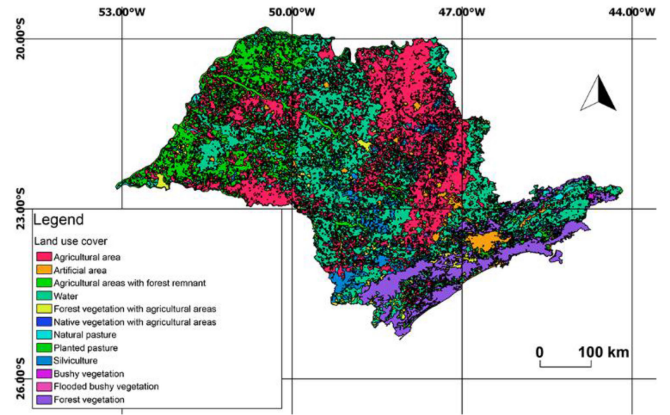 53.00°W 50.00°W 47.00°W 44.00°W
20.00°S
23.00°S
26.00°S
Legend
Land use cover
Agricultural area
Artificial area
Agricultural areas with forest remnant
Water
Forest vegetation with agricultural areas
Native vegetation with agricultural areas
Natural pasture
Planted pasture
Silviculture
Bushy vegetation
Flooded bushy vegetation
Forest vegetation
0 100 km